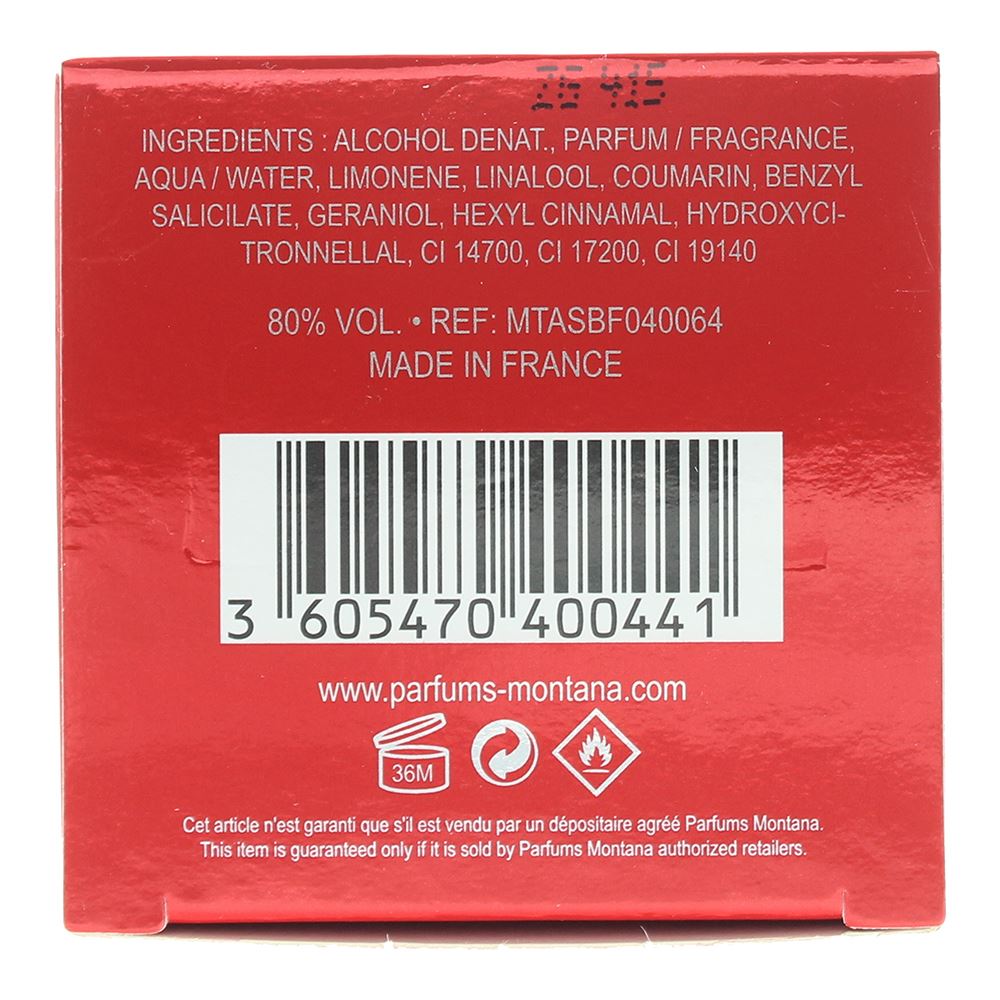 26 415
INGREDIENTS : ALCOHOL DENAT., PARFUM / FRAGRANCE,
AQUA / WATER, LIMONENE, LINALOOL, COUMARIN, BENZYL
SALICILATE, GERANIOL, HEXYL CINNAMAL, HYDROXYCI-
TRONNELLAL, CI 14700, CI 17200, CI 19140
80% VOL. • REF: MTASBF040064
MADE IN FRANCE
3 605470 400441
www.parfums-montana.com
36M
Cet article n'est garanti que s'il est vendu par un dépositaire agréé Parfums Montana.
This item is guaranteed only if it is sold by Parfums Montana authorized retailers.